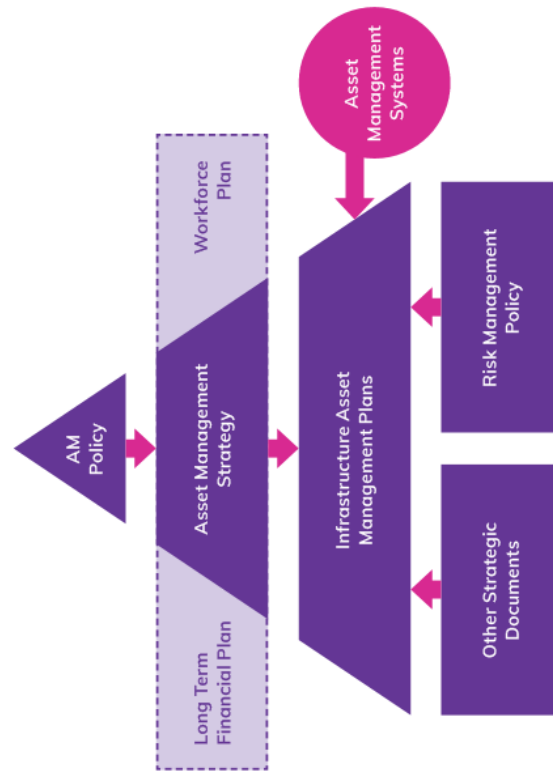 AM
Policy
Long Term
Financial Plan
Asset Management
Strategy
Workforce
Plan
Infrastructure Asset
Management Plans
Asset
Management
Systems
Other Strategic
Documents
Risk Management
Policy